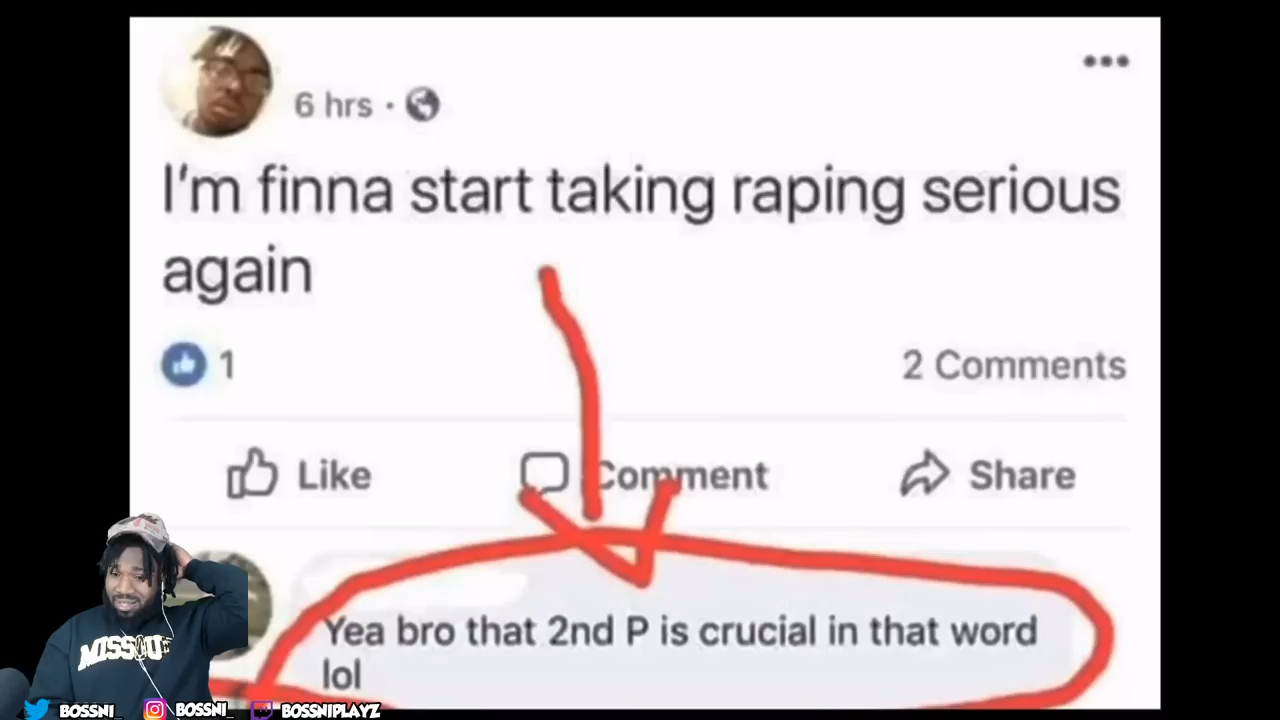 6 hrs ·
I'm finna start taking raping serious
again
1
2 Comments
Like
Comment
Share
Yea bro that 2nd P is crucial in that word
lol
BOSSNI_
BOSSNI_
BOSSNIPLAYZ